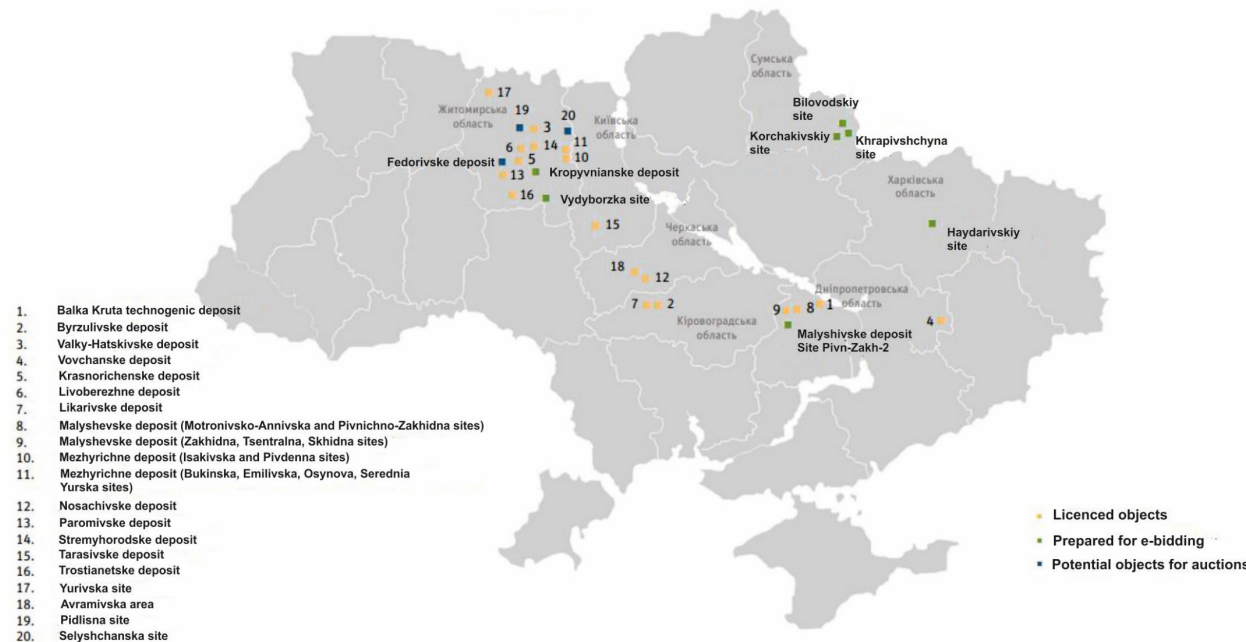 Сумська
область
Bilovodskiy
site
Korchakivskiy
site
Khrapivshchyna
site
17
Житомирська
область
19
20
Київська
область
3
6
14
11
5
10
Fedorivske deposit
Kropyvnianske deposit
13
16
Vydyborzka site
Харківська
область
15
Черкаська
область
Haydarivskiy
site
18
12
7
2
Кіровоградська
область
9
8
1
Дніпропетровська
область
4
Malyshivske deposit
Site Pivn-Zakh-2
1. Balka Kruta technogenic deposit
2. Byrzulivske deposit
3. Valky-Hatskivske deposit
4. Vovchanske deposit
5. Krasnorichenske deposit
6. Livoberezhne deposit
7. Likarivske deposit
8. Malyshevske deposit (Motronivsko-Annivska and Pivnichno-Zakhidna sites)
9. Malyshevske deposit (Zakhidna, Tsentralna, Skhidna sites)
10. Mezhyrichne deposit (Isakivska and Pivdenna sites)
11. Mezhyrichne deposit (Bukinska, Emilivska, Osynova, Serednia
Yurska sites)
12. Nosachivske deposit
13. Paromivske deposit
14. Stremyhorodske deposit
15. Tarasivske deposit
16. Trostianetske deposit
17. Yurivska site
18. Avramivska area
19. Pidlisna site
20. Selyshchanska site
Licenced objects
Prepared for e-bidding
Potential objects for auctions